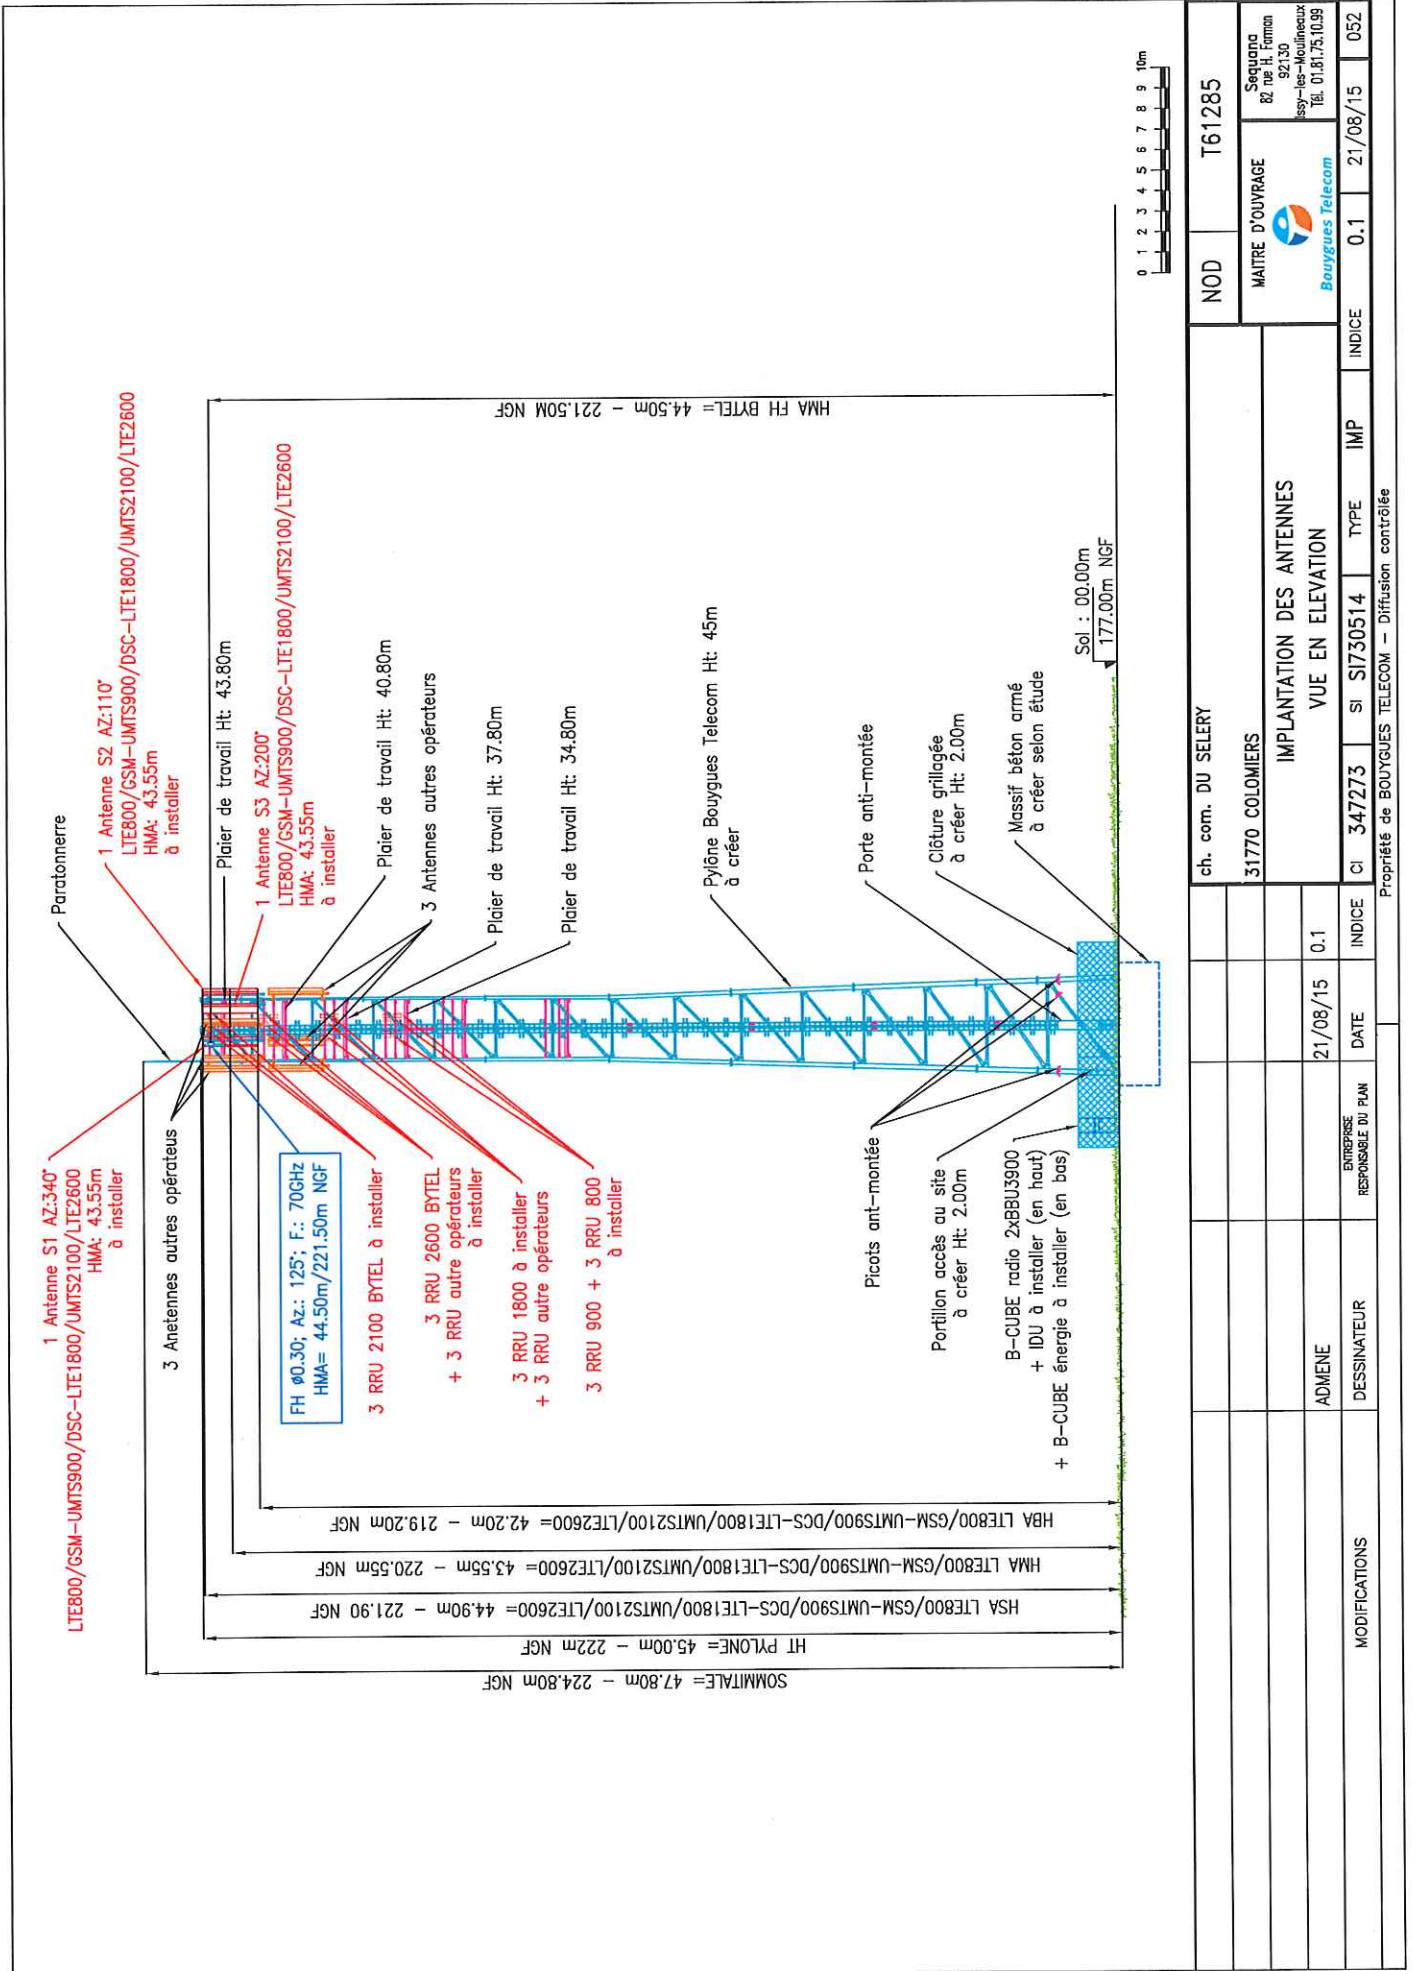 Paratonnerre
1 Antenne S1 AZ:340°
LTE800/GSM-UMTS900/DSC-LTE1800/UMTS2100/LTE2600
HMA: 43.55m
à installer
3 Anetennes autres opérateus
FH ø0.30; Az.: 125°; F.: 70GHz
HMA= 44.50m/221.50m NGF
3 RRU 2100 BYTEL à installer
3 RRU 2600 BYTEL
+ 3 RRU autre opérateurs
à installer
3 RRU 1800 à installer
+ 3 RRU autre opérateurs
3 RRU 900 + 3 RRU 800
à installer
Picots ant-montée
Portillon accès au site
à créer Ht: 2.00m
B-CUBE radio 2xBBU3900
+ IDU à installer (en haut)
+ B-CUBE énergie à installer (en bas)
1 Antenne S2 AZ:110°
LTE800/GSM-UMTS900/DSC-LTE1800/UMTS2100/LTE2600
HMA: 43.55m
à installer
Plaier de travail Ht: 43.80m
1 Antenne S3 AZ:200°
LTE800/GSM-UMTS900/DSC-LTE1800/UMTS2100/LTE2600
HMA: 43.55m
à installer
Plaier de travail Ht: 40.80m
3 Antennes autres opérateurs
Plaier de travail Ht: 37.80m
Plaier de travail Ht: 34.80m
Pylône Bouygues Telecom Ht: 45m
à créer
Porte anti-montée
Clôture grillagée
à créer Ht: 2.00m
Massif béton armé
à créer selon étude
Sol : 00.00m
177.00m NGF
SOMMITALE= 47.80m - 224.80m NGF
HT PYLONE= 45.00m - 222m NGF
HSA LTE800/GSM-UMTS900/DCS-LTE1800/UMTS2100/LTE2600= 44.90m - 221.90 NGF
HMA LTE800/GSM-UMTS900/DCS-LTE1800/UMTS2100/LTE2600= 43.55m - 220.55m NGF
HBA LTE800/GSM-UMTS900/DCS-LTE1800/UMTS2100/LTE2600= 42.20m - 219.20m NGF
HMA FH BYTEL= 44.50m - 221.50M NGF
0 1 2 3 4 5 6 7 8 9 10m
ch. com. DU SELERY
31770 COLOMIERS
NOD
T61285
MAITRE D'OUVRAGE
Bouygues Telecom
Sequana
82 rue H. Farman
92130
Issy-les-Moulineaux
Tél. 01.81.75.10.99
IMPLANTATION DES ANTENNES
VUE EN ELEVATION
ADMENE 21/08/15 0.1
MODIFICATIONS DESSINATEUR ENTREPRISE RESPONSABLE DU PLAN DATE INDICE CI 347273 SI SI730514 TYPE IMP INDICE 0.1 21/08/15 052
Propriété de BOUYGUES TELECOM - Diffusion contrôlée